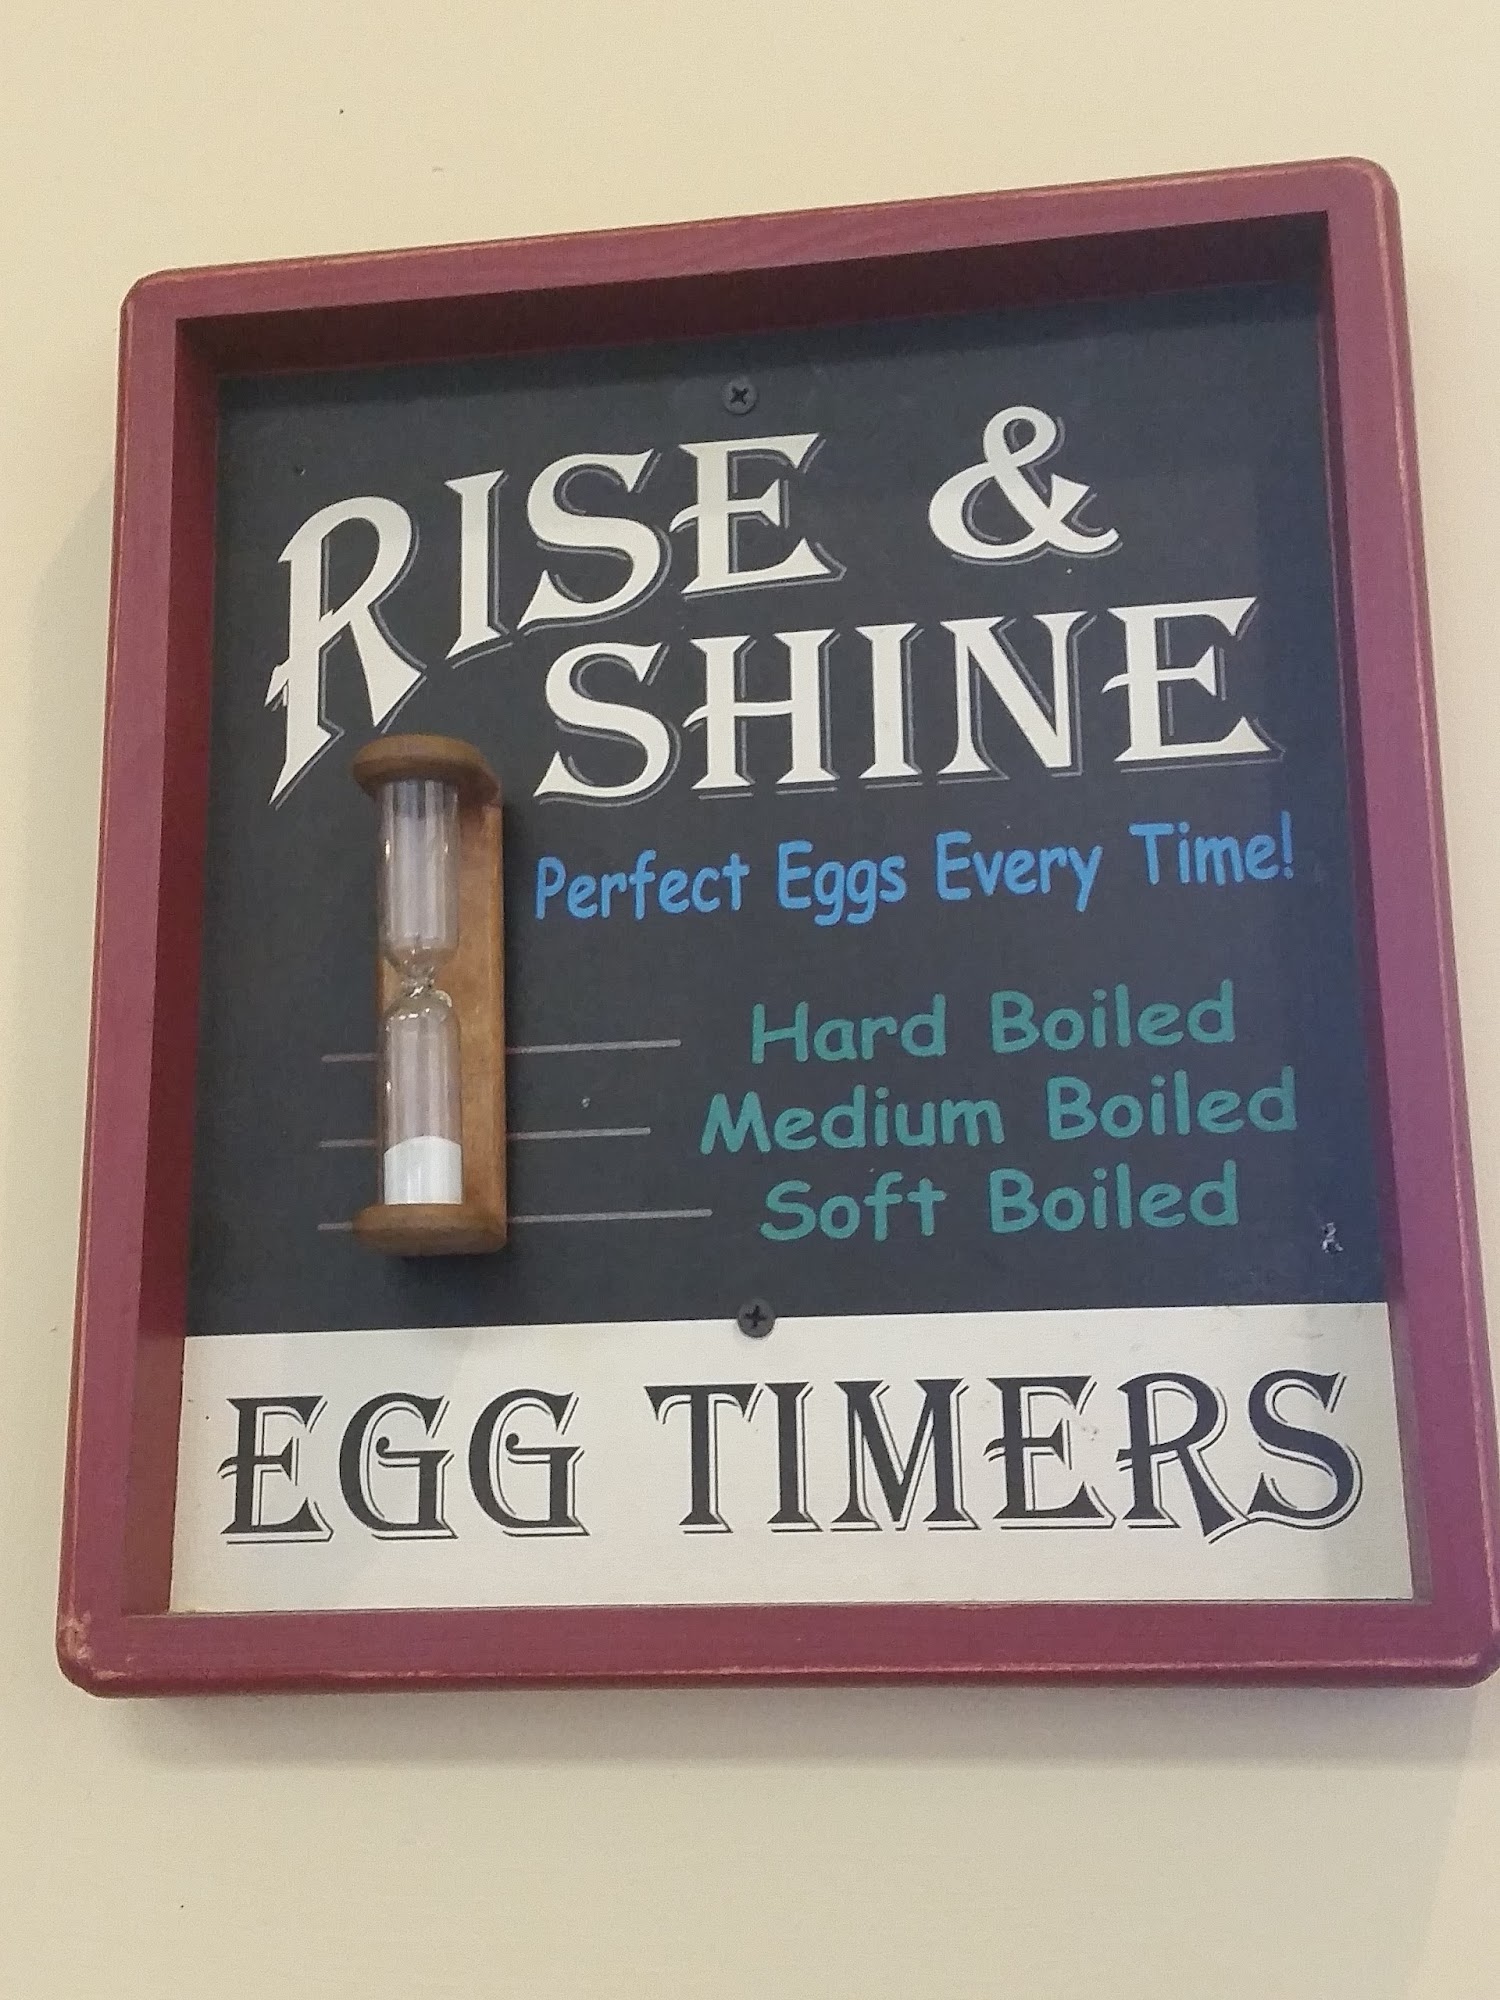 RISE &
SHINE
Perfect Eggs Every Time!
Hard Boiled
Medium Boiled
Soft Boiled
EGG TIMERS